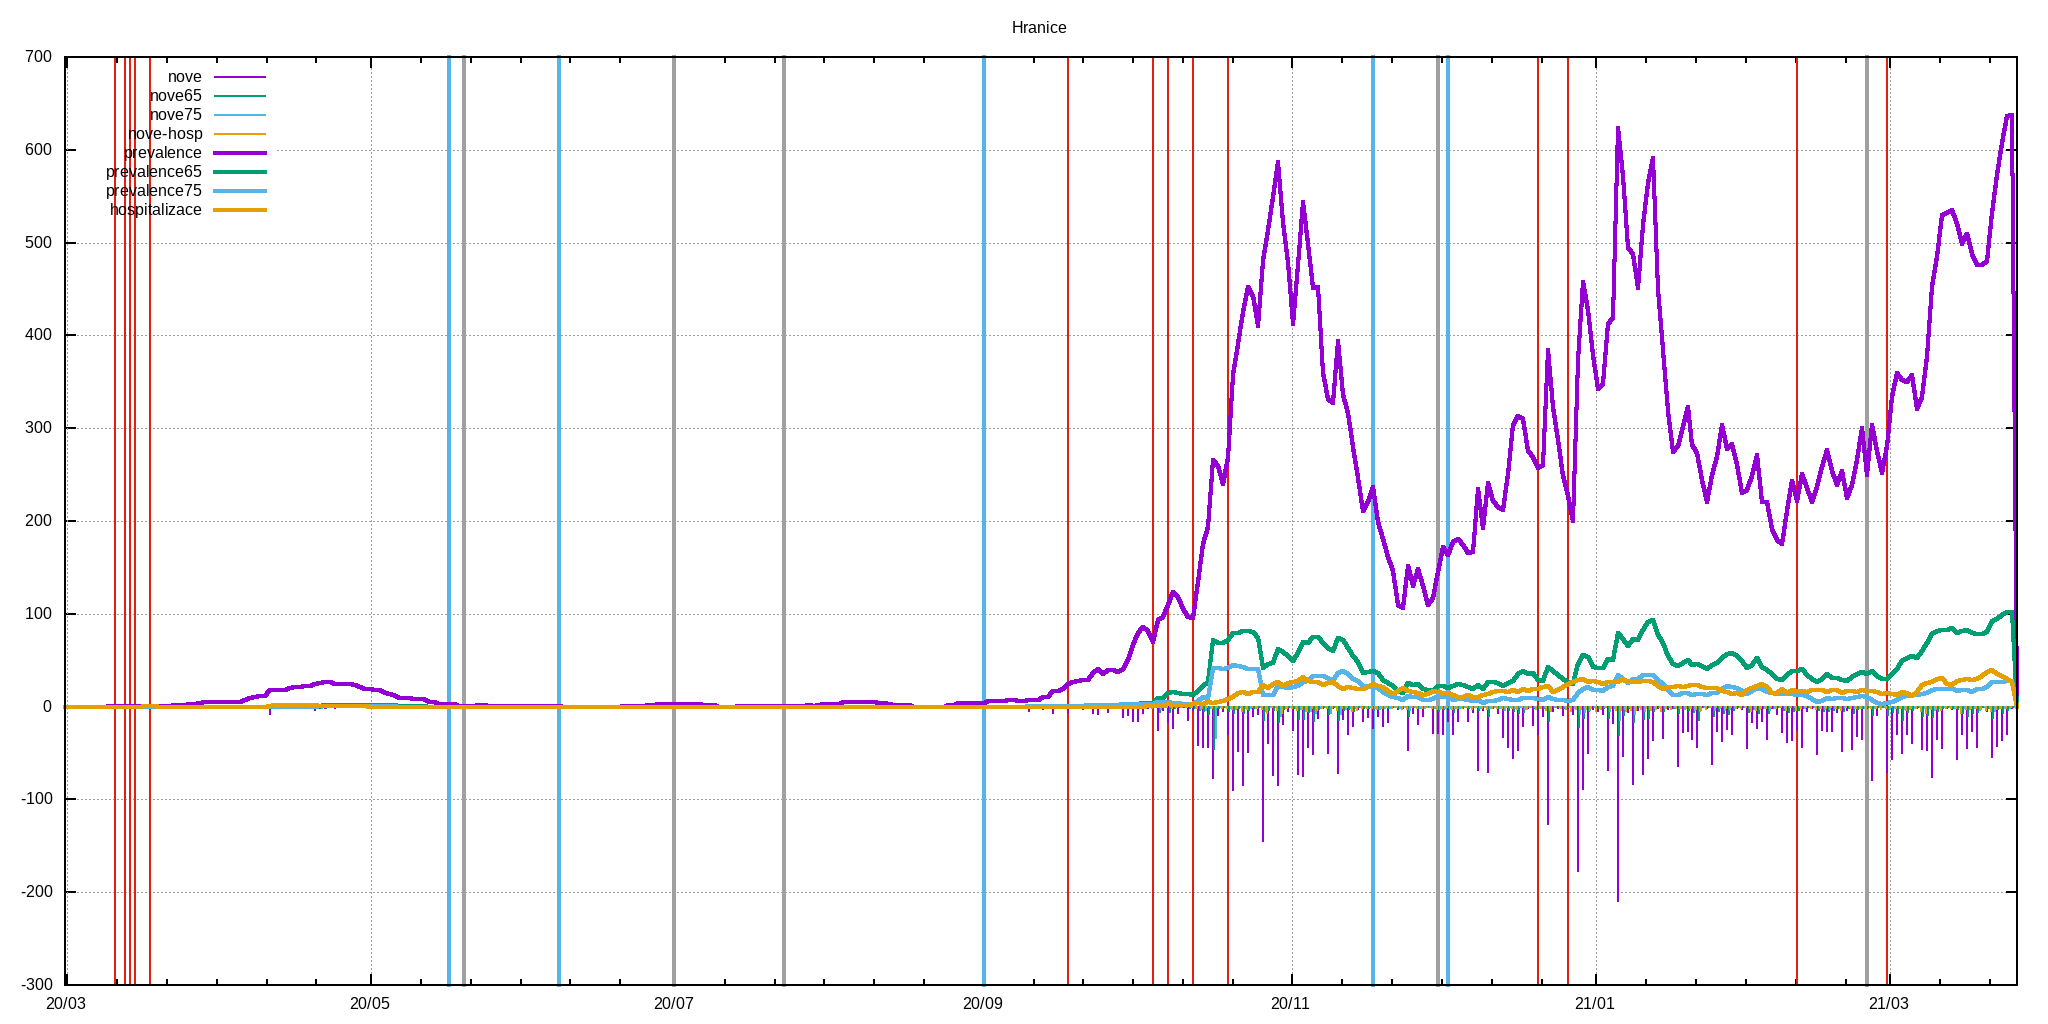 Hranice
700
600
500
400
300
200
100
0
-100
-200
-300
nove
nove65
nove75
nove-hosp
prevalence
prevalence65
prevalence75
hospitalizace
20/03 20/05 20/07 20/09 20/11 21/01 21/03